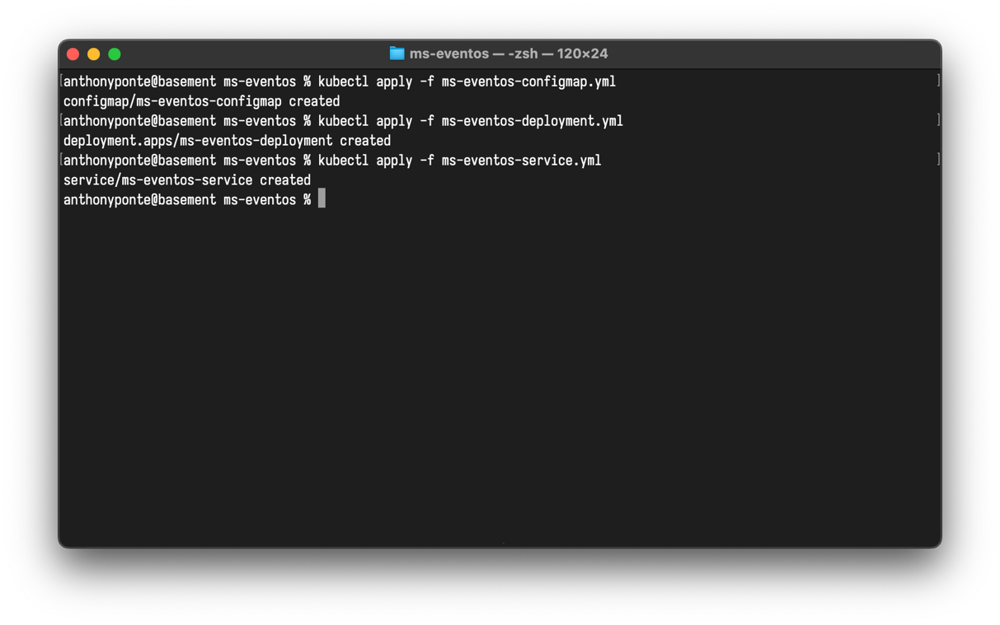 ms-eventos — -zsh — 120×24
[anthonyponte@basement ms-eventos % kubectl apply -f ms-eventos-configmap.yml ]
configmap/ms-eventos-configmap created
[anthonyponte@basement ms-eventos % kubectl apply -f ms-eventos-deployment.yml ]
deployment.apps/ms-eventos-deployment created
[anthonyponte@basement ms-eventos % kubectl apply -f ms-eventos-service.yml ]
service/ms-eventos-service created
anthonyponte@basement ms-eventos %